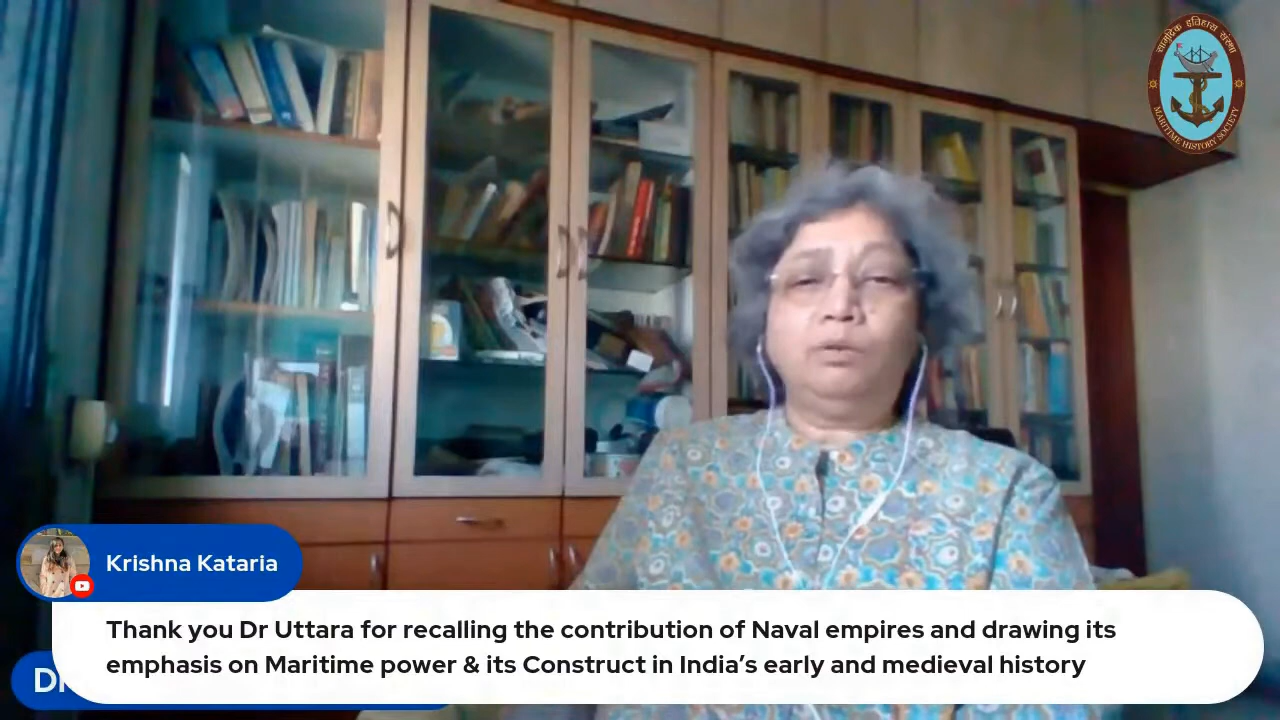 सामुद्रिक इतिहास संस्था
MARITIME HISTORY SOCIETY
Krishna Kataria
Thank you Dr Uttara for recalling the contribution of Naval empires and drawing its
emphasis on Maritime power & its Construct in India’s early and medieval history